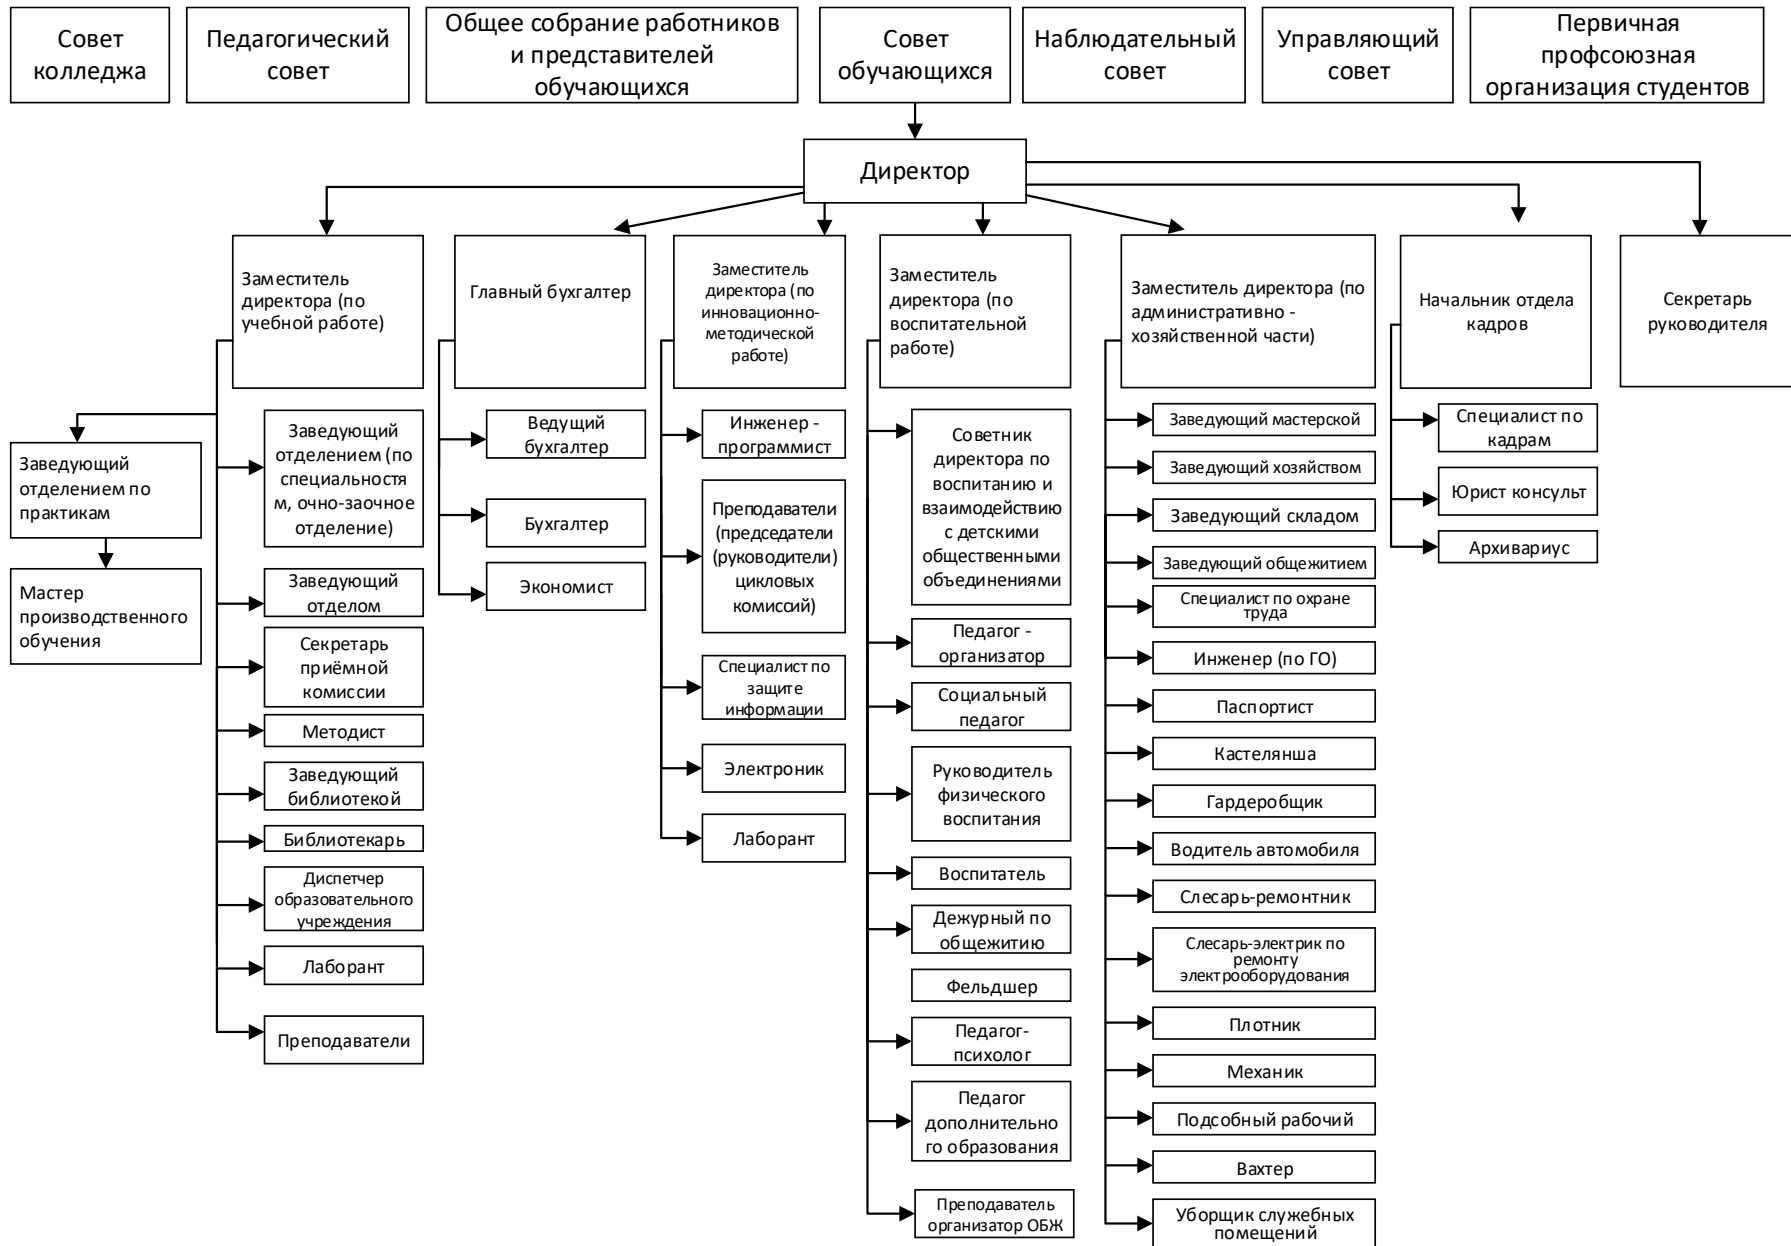 Совет
колледжа
Педагогический
совет
Общее собрание работников
и представителей
обучающихся
Совет
обучающихся
Наблюдательный
совет
Управляющий
совет
Первичная
профсоюзная
организация студентов
Директор
Заместитель
директора (по
учебной работе)
Главный бухгалтер
Заместитель
директора (по
инновационно-
методической
работе)
Заместитель
директора (по
воспитательной
работе)
Заместитель директора (по
административно -
хозяйственной части)
Начальник отдела
кадров
Секретарь
руководителя
Заведующий
отделением по
практикам
Мастер
производственного
обучения
Заведующий
отделением (по
специальностя
м, очно-заочное
отделение)
Заведующий
отделом
Секретарь
приёмной
комиссии
Методист
Заведующий
библиотекой
Библиотекарь
Диспетчер
образовательного
учреждения
Лаборант
Преподаватели
Ведущий
бухгалтер
Бухгалтер
Экономист
Инженер -
программист
Преподаватели
(председатели
(руководители)
цикловых
комиссий)
Специалист по
защите
информации
Электроник
Лаборант
Советник
директора по
воспитанию и
взаимодействию
с детскими
общественными
объединениями
Педагог -
организатор
Социальный
педагог
Руководитель
физического
воспитания
Воспитатель
Дежурный по
общежитию
Фельдшер
Педагог-
психолог
Педагог
дополнительно
го образования
Преподаватель
организатор ОБЖ
Заведующий мастерской
Заведующий хозяйством
Заведующий складом
Заведующий общежитием
Специалист по охране
труда
Инженер (по ГО)
Паспортист
Кастелянша
Гардеробщик
Водитель автомобиля
Слесарь-ремонтник
Слесарь-электрик по
ремонту
электрооборудования
Плотник
Механик
Подсобный рабочий
Вахтер
Уборщик служебных
помещений
Специалист по
кадрам
Юрист консульт
Архивариус